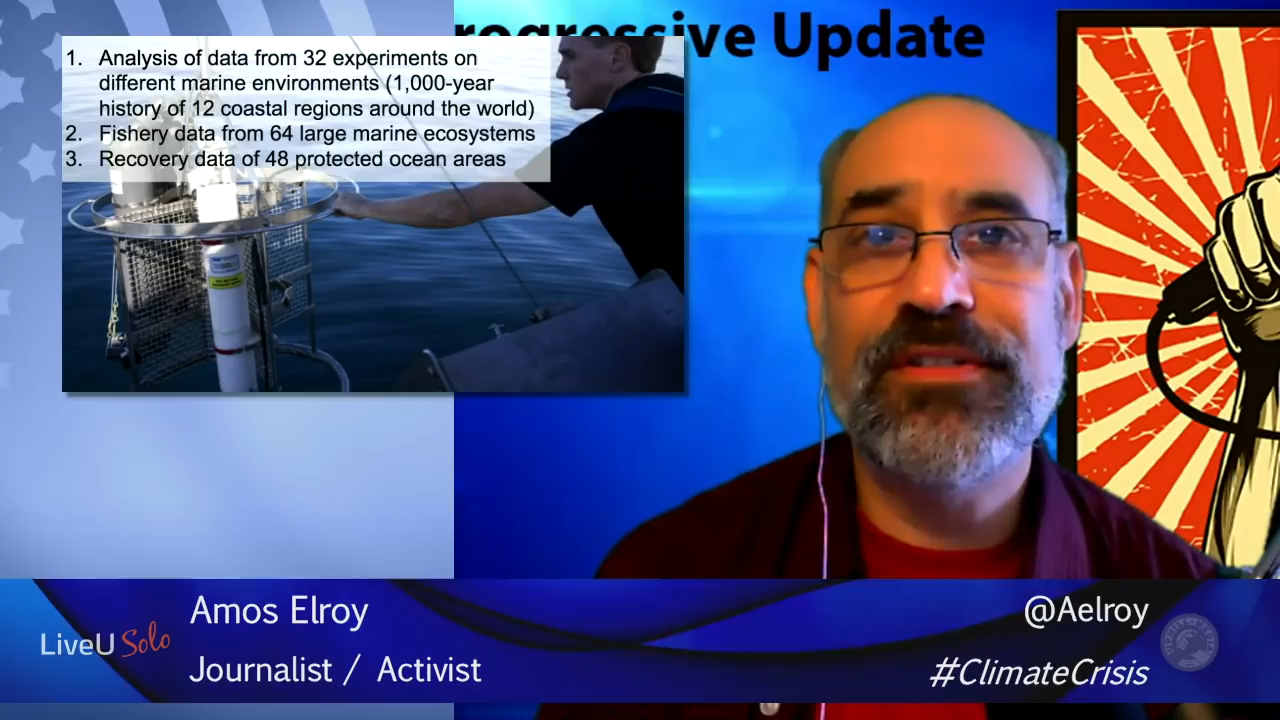 rogressive Update
1. Analysis of data from 32 experiments on
different marine environments (1,000-year
history of 12 coastal regions around the world)
2. Fishery data from 64 large marine ecosystems
3. Recovery data of 48 protected ocean areas
Amos Elroy
@Aelroy
LiveU Solo
Journalist / Activist
#ClimateCrisis